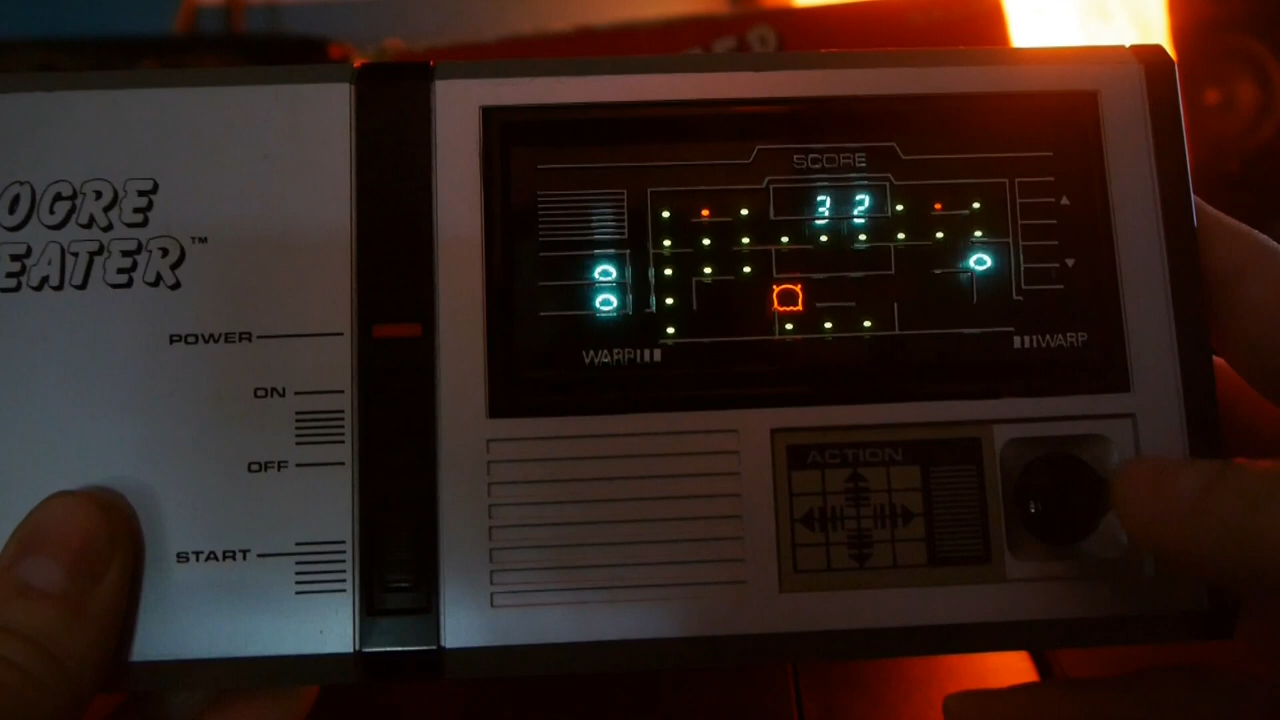 OGRE
EATER™
POWER
ON
OFF
START
SCORE
32
WARP
WARP
ACTION